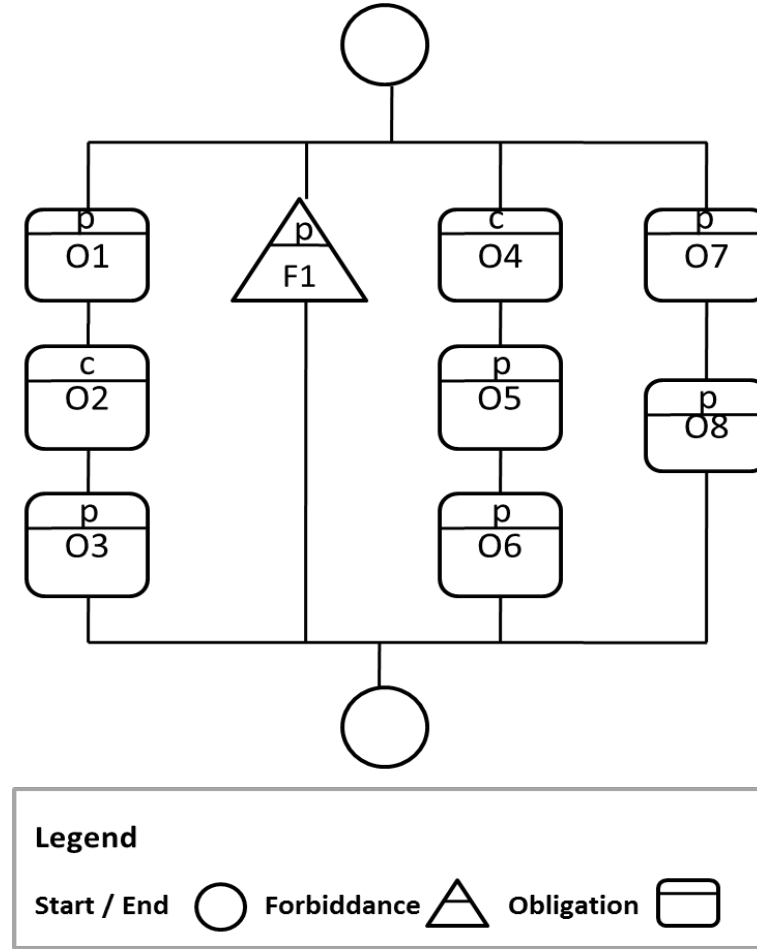 p
O1
p
F1
c
O4
p
O7
c
O2
p
O5
p
O8
p
O3
p
O6
Legend
Start / End Forbiddance Obligation